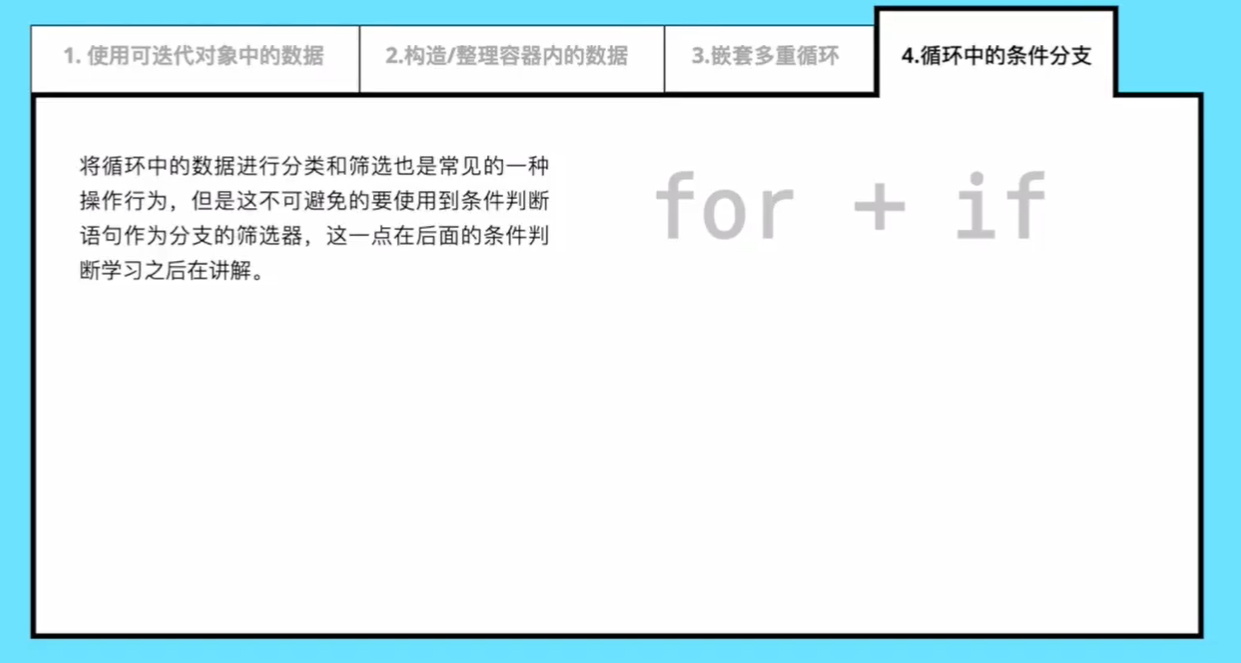 1. 使用可迭代对象中的数据
2.构造/整理容器内的数据
3.嵌套多重循环
4.循环中的条件分支
将循环中的数据进行分类和筛选也是常见的一种
操作行为，但是这不可避免的要使用到条件判断
语句作为分支的筛选器，这一点在后面的条件判
断学习之后在讲解。
for + if